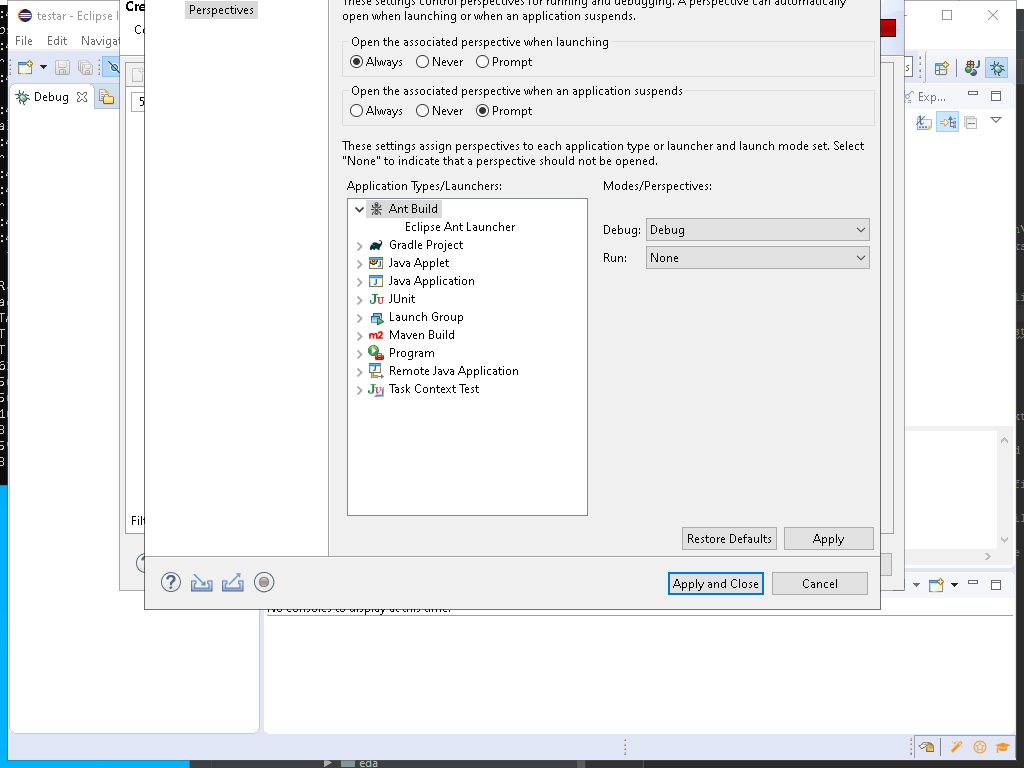 testar - Eclipse I
Cre
Perspectives
These settings control perspectives for running and debugging. A perspective can automatically
open when launching or when an application suspends.
File Edit Navigat
Open the associated perspective when launching
Always Never Prompt
Debug
Exp...
Open the associated perspective when an application suspends
Always Never Prompt
These settings assign perspectives to each application type or launcher and launch mode set. Select
"None" to indicate that a perspective should not be opened.
Application Types/Launchers:
Modes/Perspectives:
Ant Build
Eclipse Ant Launcher
Gradle Project
Java Applet
Java Application
JUnit
Launch Group
Maven Build
Program
Remote Java Application
Task Context Test
Debug: Debug
Run: None
Filt
Restore Defaults Apply
Apply and Close Cancel
No consoles to display at this time.
eda